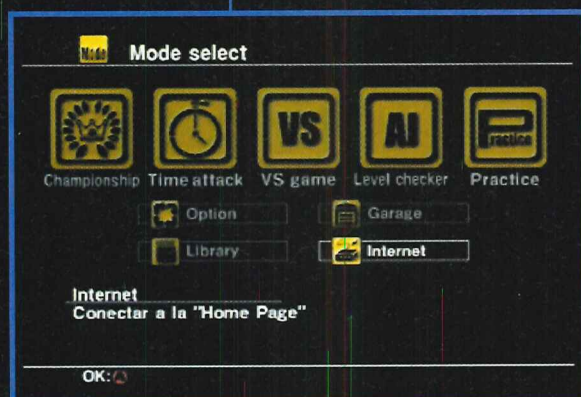 Mode
Mode select
Championship Time attack VS game Level checker Practice
VS AI Practice
Option Garage
Library Internet
Internet
Conectar a la "Home Page"
OK: A